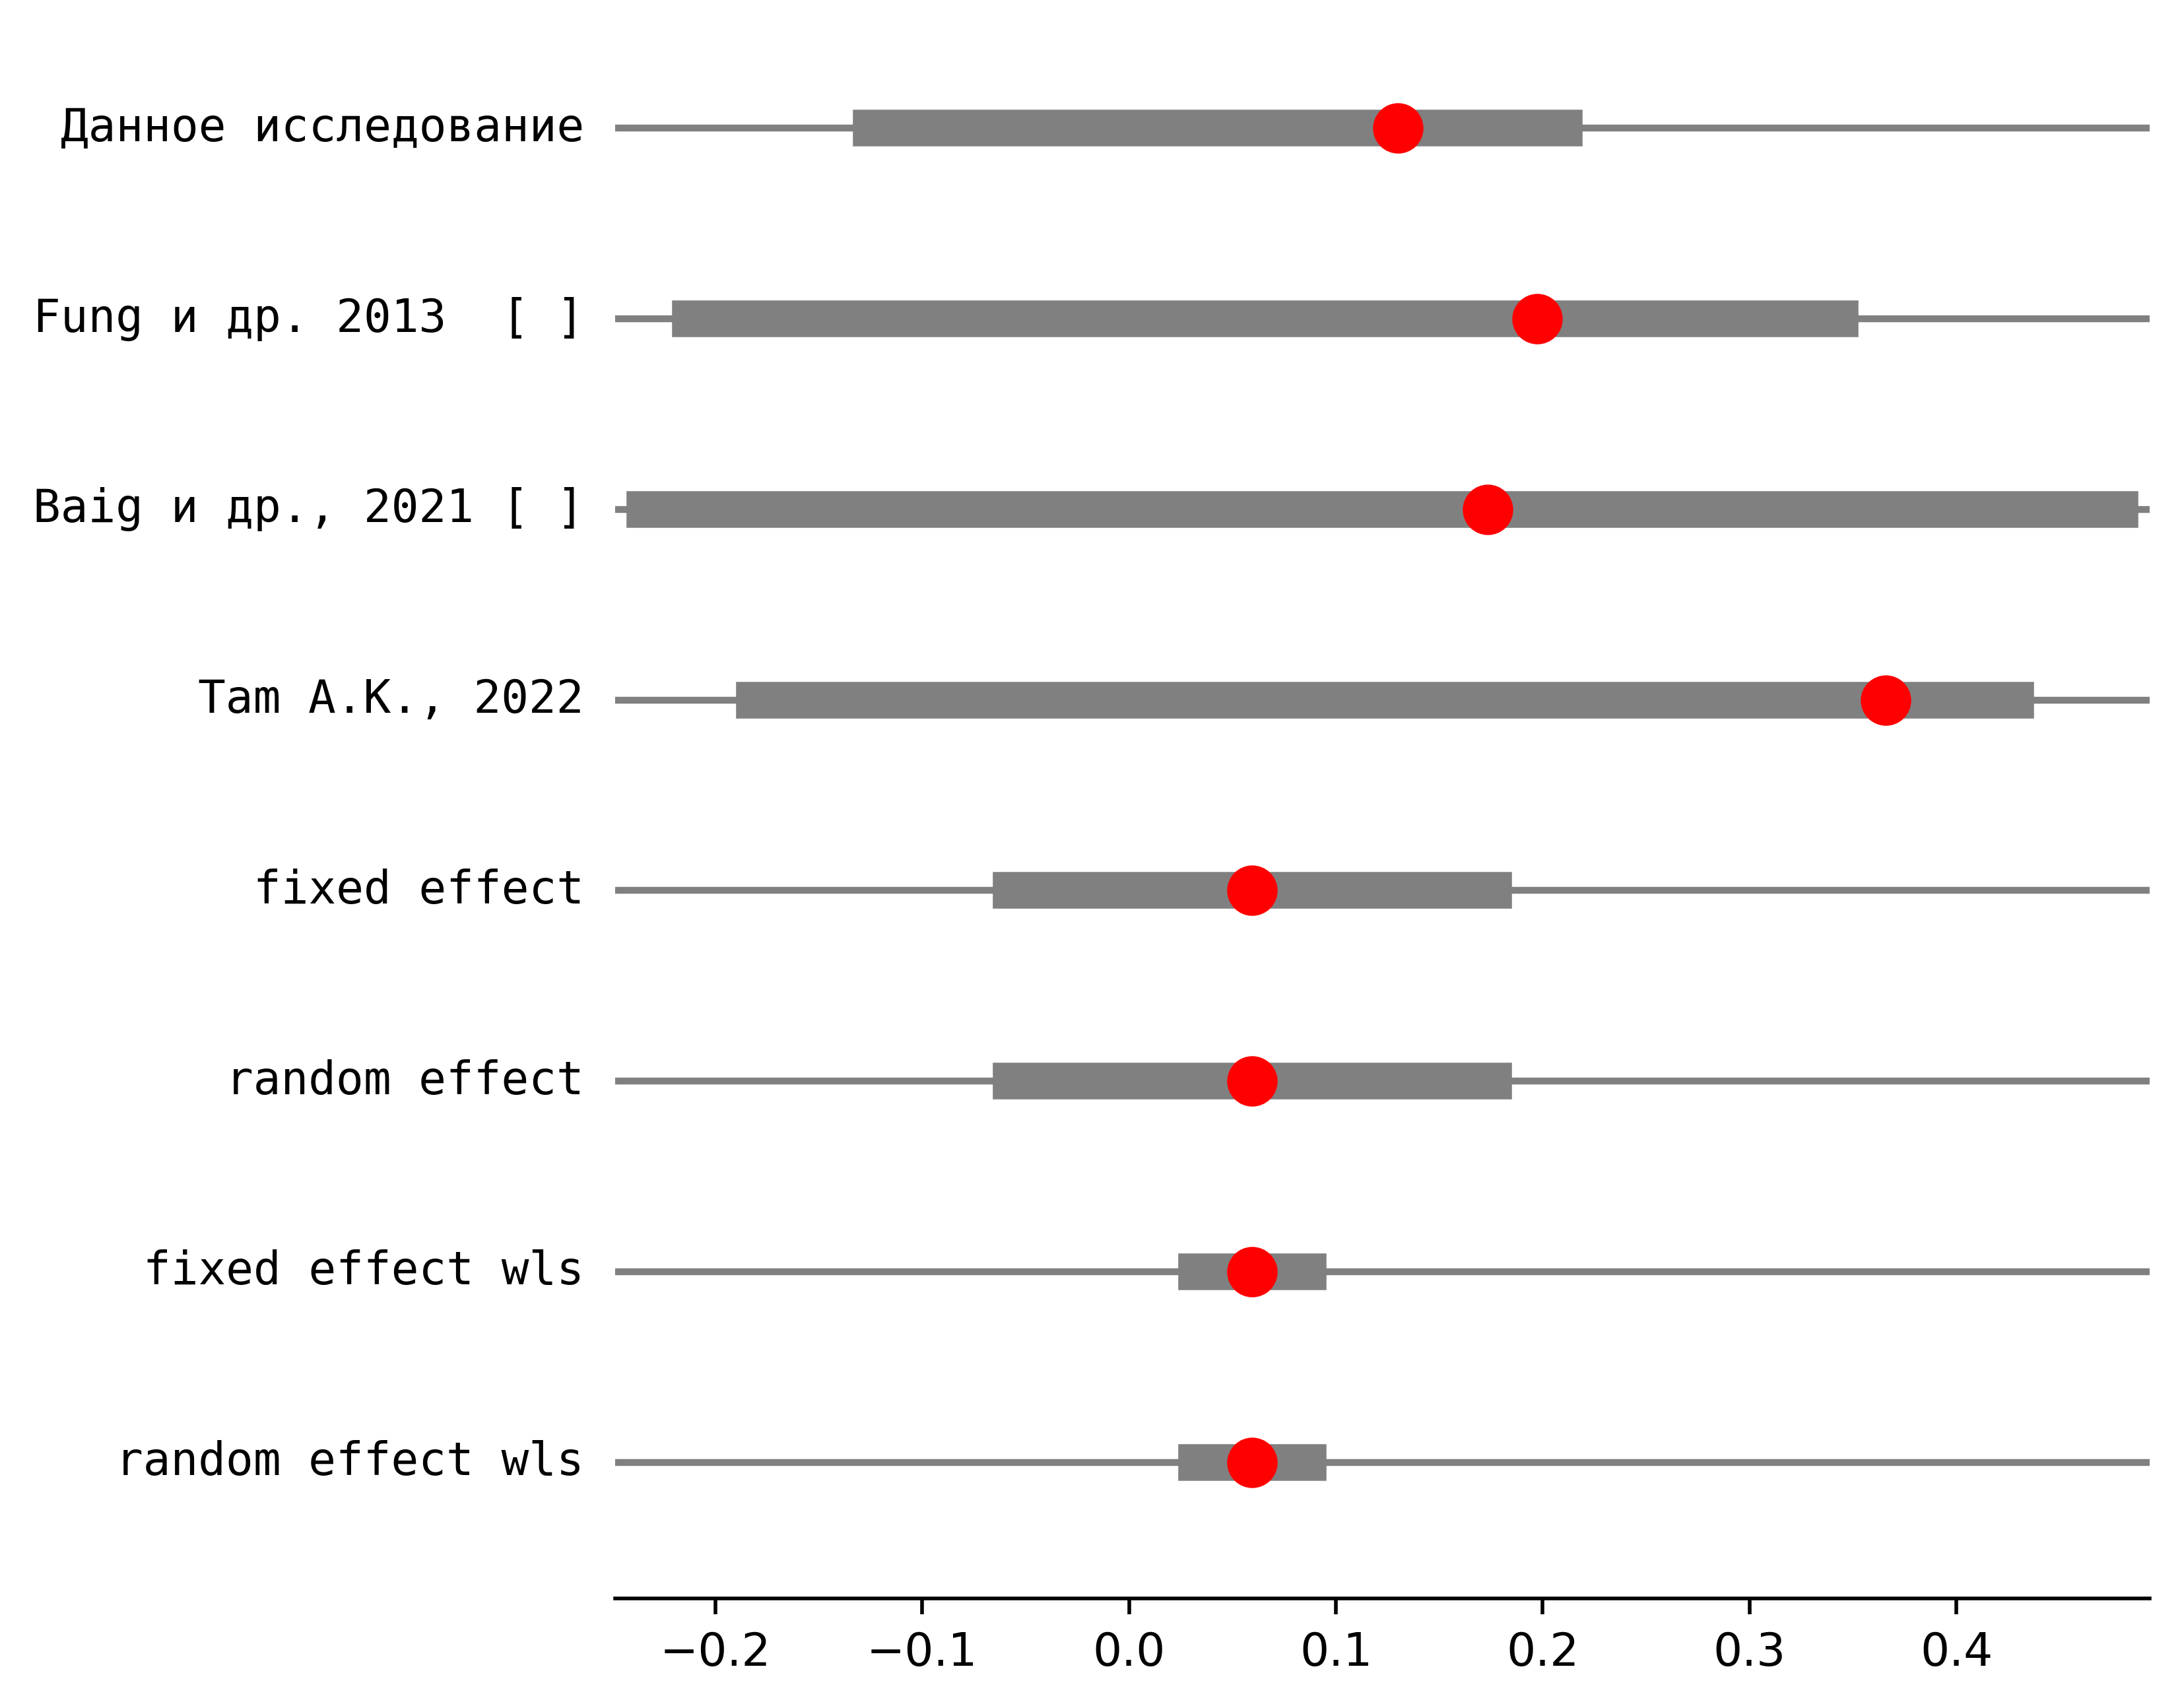 Данное исследование
Fung и др. 2013  [ ]
Baig и др., 2021 [ ]
Tam A.K., 2022
fixed effect
random effect
fixed effect wls
random effect wls
−0.2 −0.1 0.0 0.1 0.2 0.3 0.4